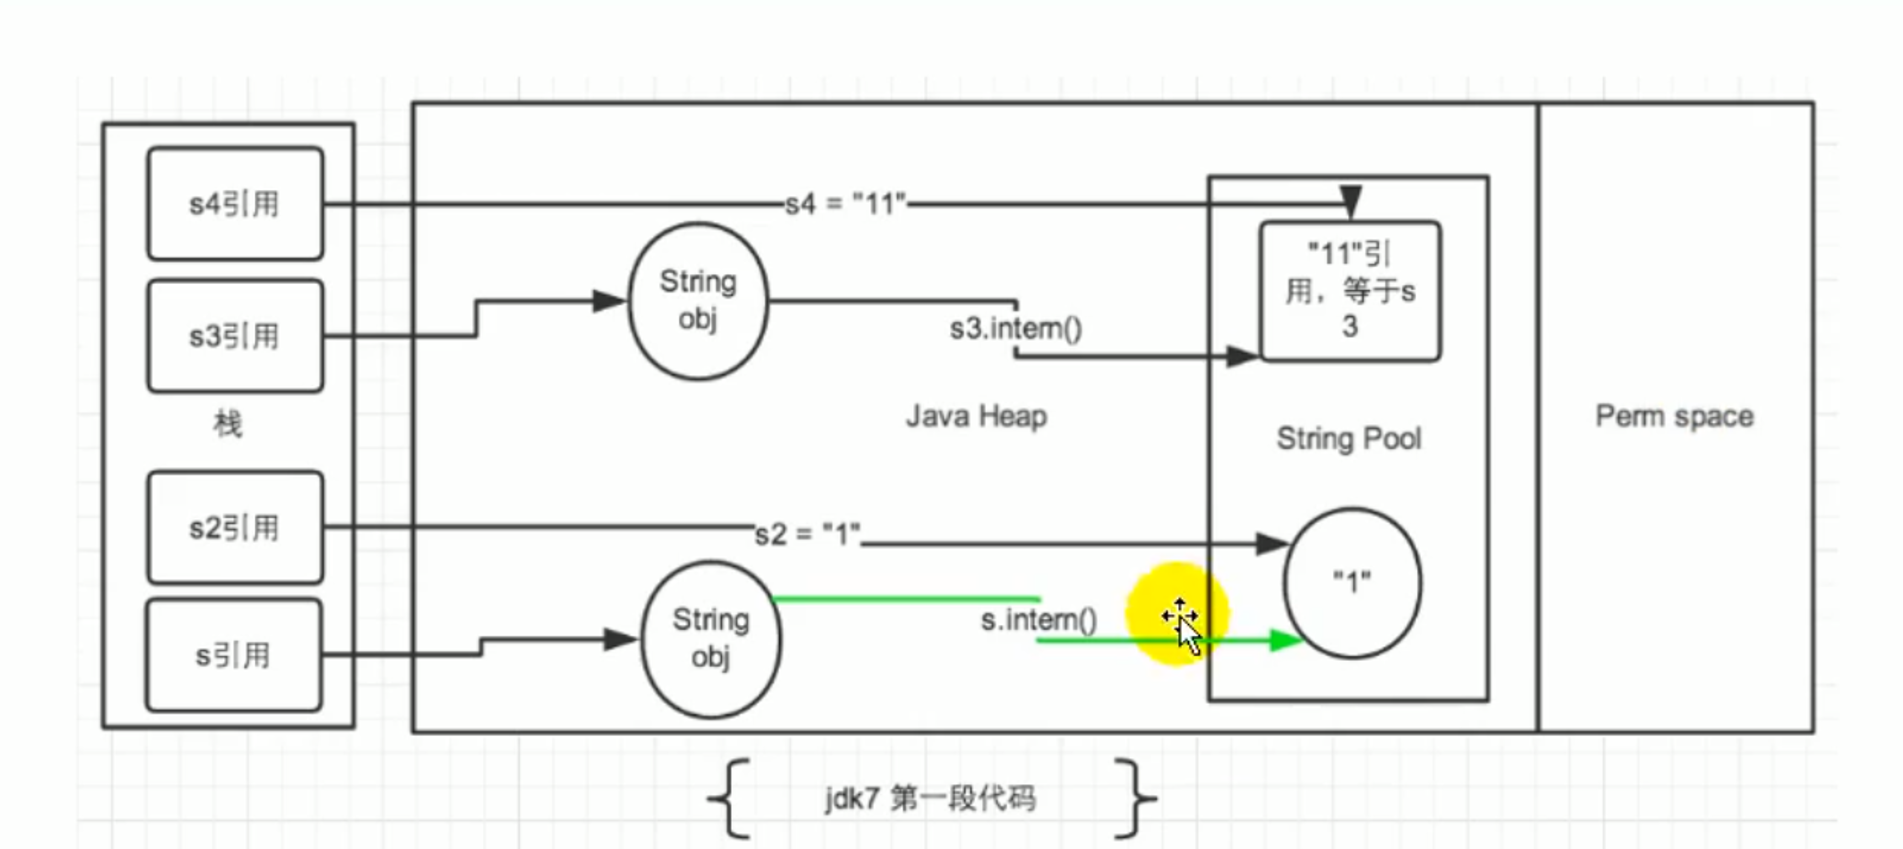 s4引用
s4 = "11"
String
obj
"11"引
用，等于s
3
s3引用
s3.intern()
栈
Java Heap
String Pool
Perm space
s2引用
s2 = "1"
"1"
String
obj
s.intern()
s引用
jdk7 第一段代码